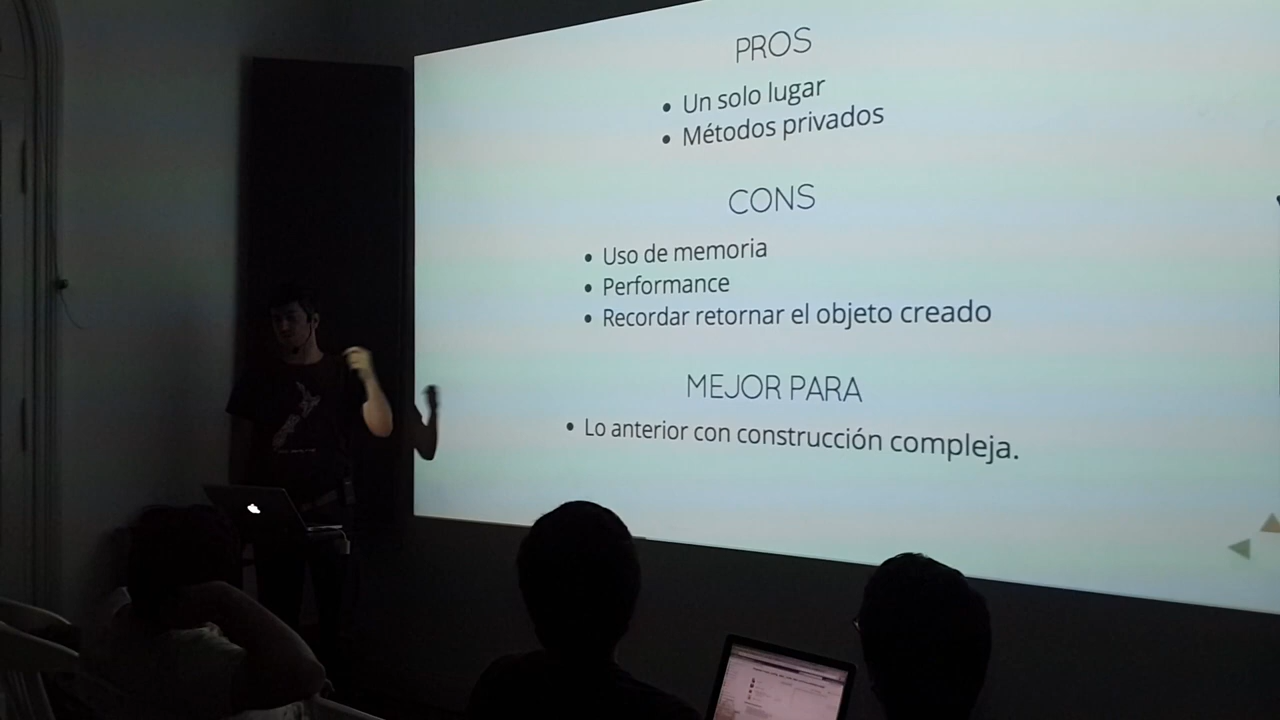 PROS
• Un solo lugar
• Métodos privados
CONS
• Uso de memoria
• Performance
• Recordar retornar el objeto creado
MEJOR PARA
• Lo anterior con construcción compleja.